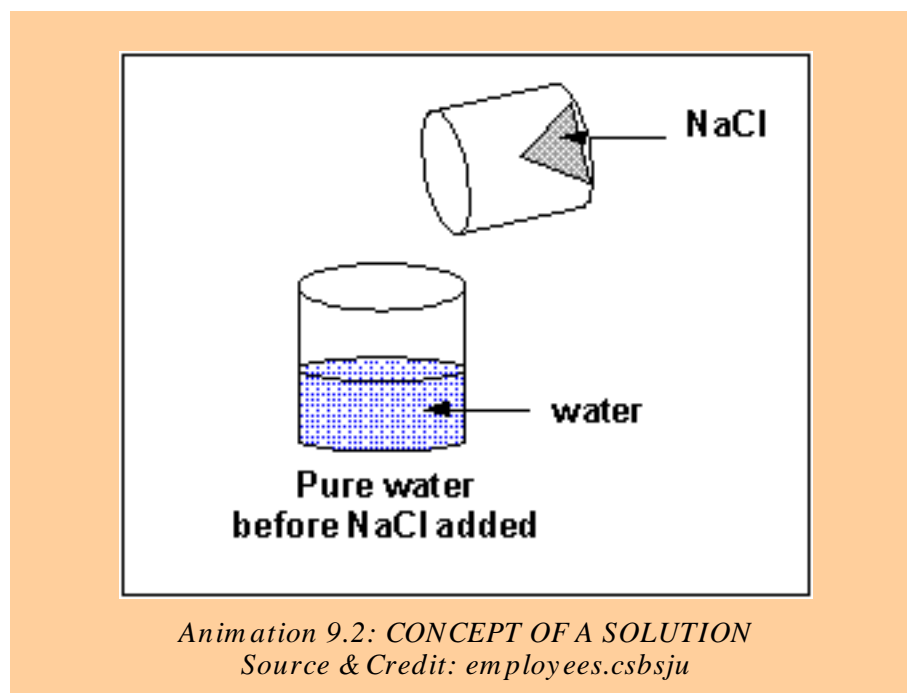 NaCl
water
Pure water
before NaCl added
Animation 9.2: CONCEPT OF A SOLUTION
Source & Credit: employees.csbsju